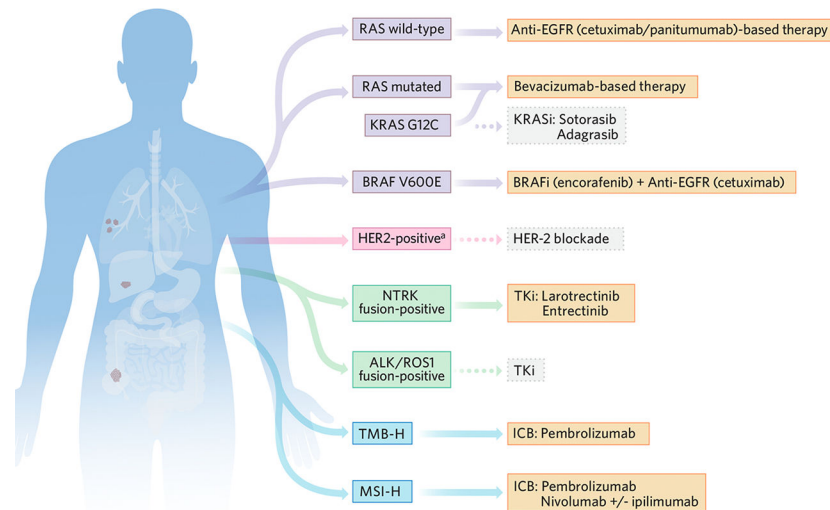 RAS wild-type
Anti-EGFR (cetuximab/panitumumab)-based therapy
RAS mutated
Bevacizumab-based therapy
KRAS G12C
KRASi: Sotorasib
Adagrasib
BRAF V600E
BRAFi (encorafenib) + Anti-EGFR (cetuximab)
HER2-positiveᵃ
HER-2 blockade
NTRK
fusion-positive
TKi: Larotrectinib
Entrectinib
ALK/ROS1
fusion-positive
TKi
TMB-H
ICB: Pembrolizumab
MSI-H
ICB: Pembrolizumab
Nivolumab +/- ipilimumab